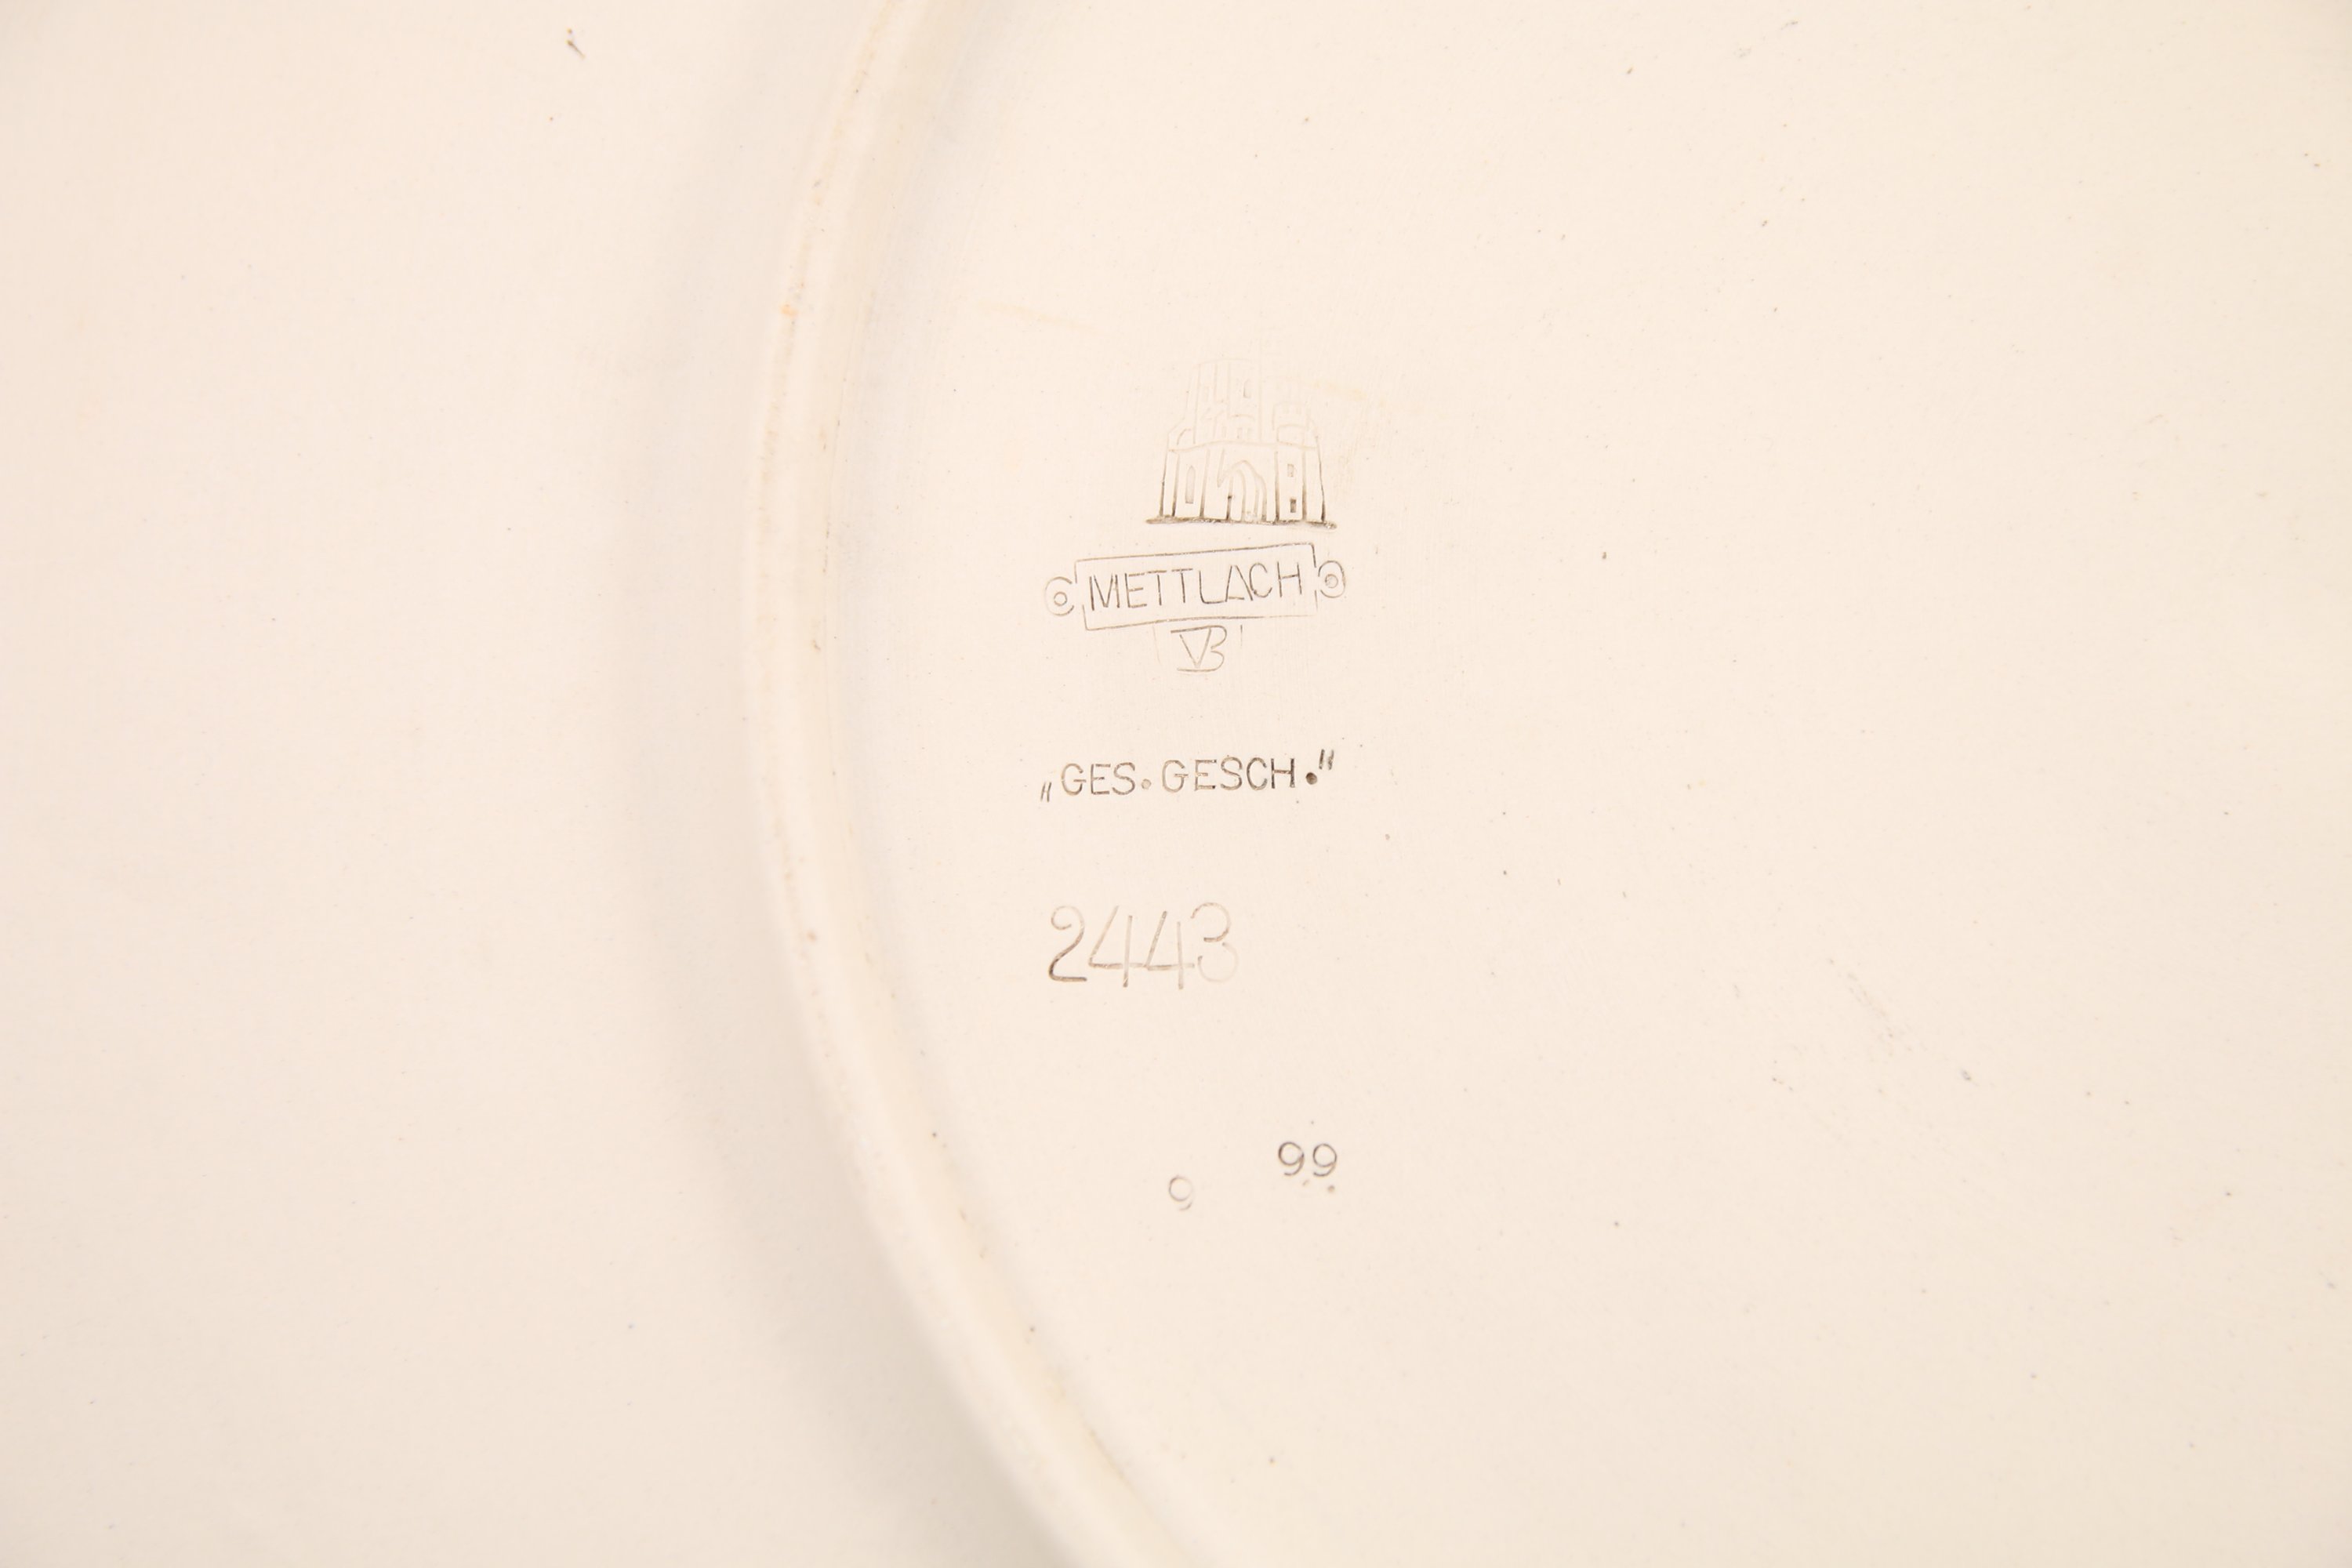 METTLACH
VB
„GES. GESCH."
2443
99
9